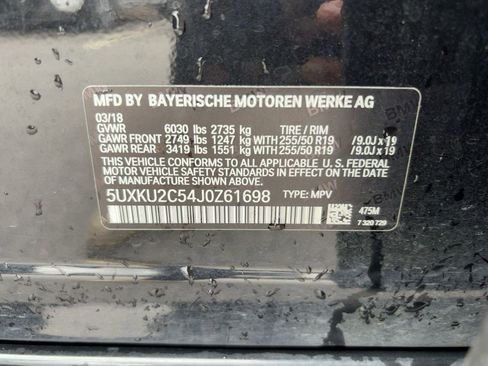 MFD BY BAYERISCHE MOTOREN WERKE AG
03/18
GVWR 6030 lbs 2735 kg TIRE / RIM
GAWR FRONT 2749 lbs 1247 kg WITH 255/50 R19 / 9.0J x 19
GAWR REAR 3419 lbs 1551 kg WITH 255/50 R19 / 9.0J x 19
THIS VEHICLE CONFORMS TO ALL APPLICABLE U. S. FEDERAL
MOTOR VEHICLE SAFETY STANDARDS IN EFFECT ON THE
DATE OF MANUFACTURE SHOWN ABOVE.
5UXKU2C54J0Z61698 TYPE: MPV
475M
7 320 729